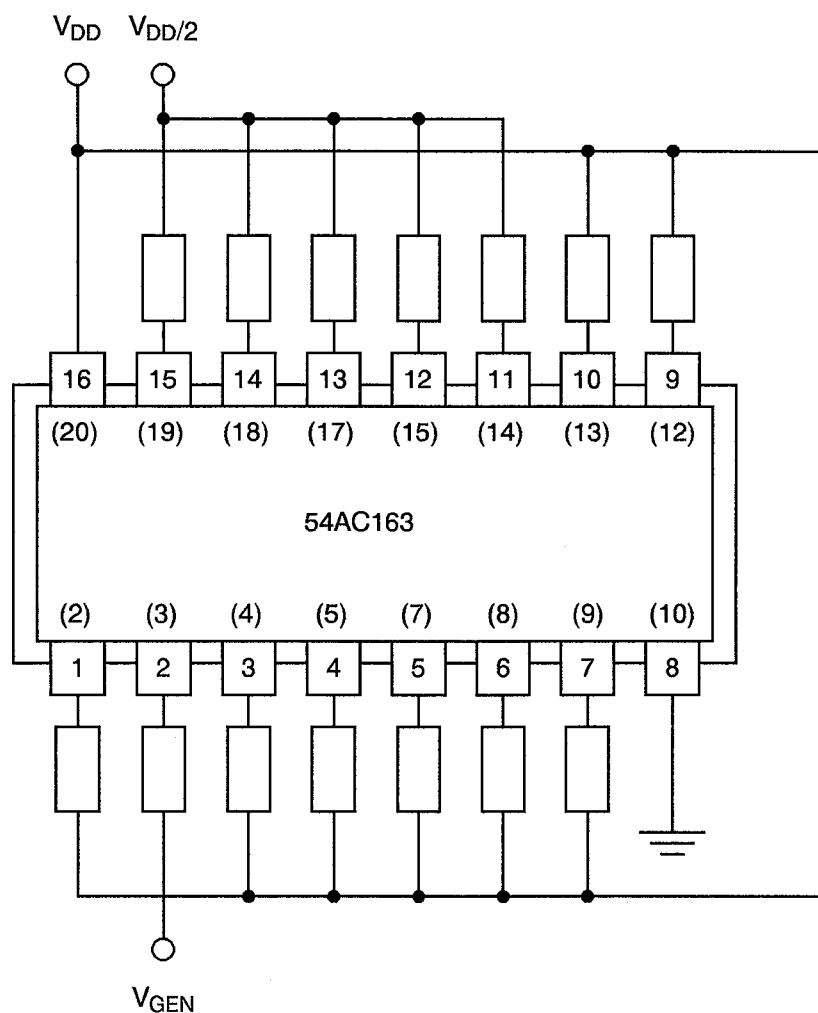 VDD VDD/2
16 15 14 13 12 11 10 9
(20) (19) (18) (17) (15) (14) (13) (12)
54AC163
(2) (3) (4) (5) (7) (8) (9) (10)
1 2 3 4 5 6 7 8
VGEN